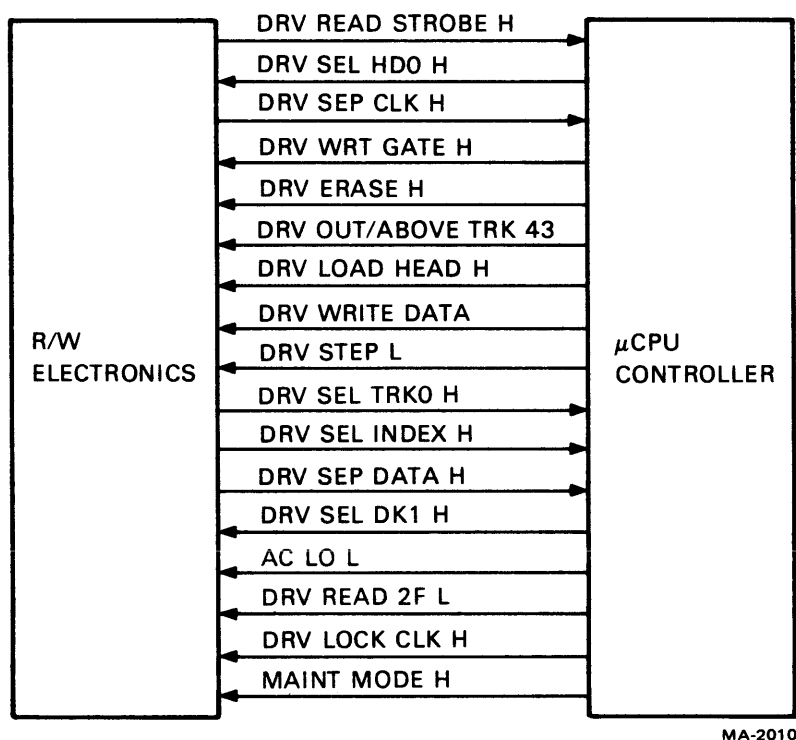 DRV READ STROBE H
DRV SEL HD0 H
DRV SEP CLK H
DRV WRT GATE H
DRV ERASE H
DRV OUT/ABOVE TRK 43
DRV LOAD HEAD H
DRV WRITE DATA
R/W
ELECTRONICS
DRV STEP L
μCPU
CONTROLLER
DRV SEL TRK0 H
DRV SEL INDEX H
DRV SEP DATA H
DRV SEL DK1 H
AC LO L
DRV READ 2F L
DRV LOCK CLK H
MAINT MODE H
MA-2010